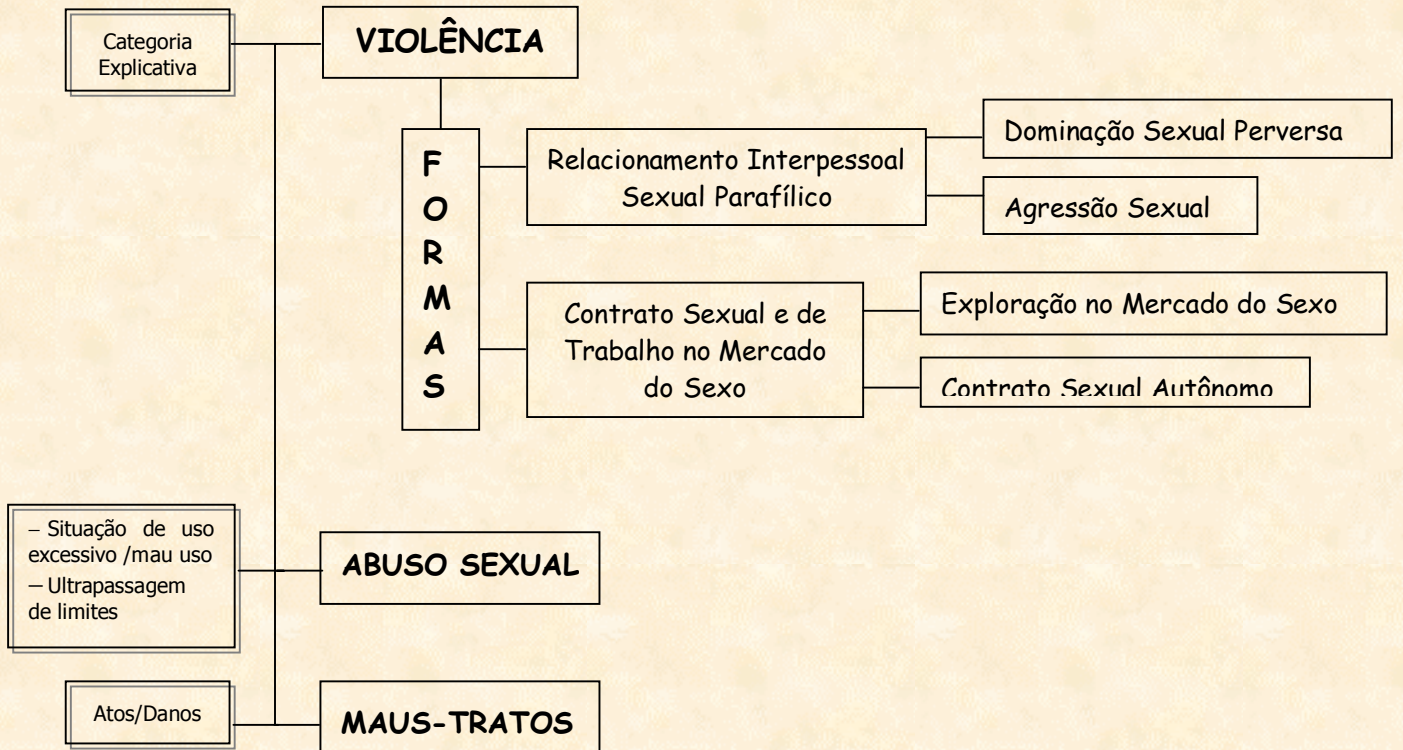 Categoria
Explicativa
VIOLÊNCIA
F
O
R
M
A
S
Relacionamento Interpessoal
Sexual Parafílico
Dominação Sexual Perversa
Agressão Sexual
Contrato Sexual e de
Trabalho no Mercado
do Sexo
Exploração no Mercado do Sexo
Contrato Sexual Autônomo
– Situação de uso
excessivo /mau uso
– Ultrapassagem
de limites
ABUSO SEXUAL
Atos/Danos
MAUS-TRATOS